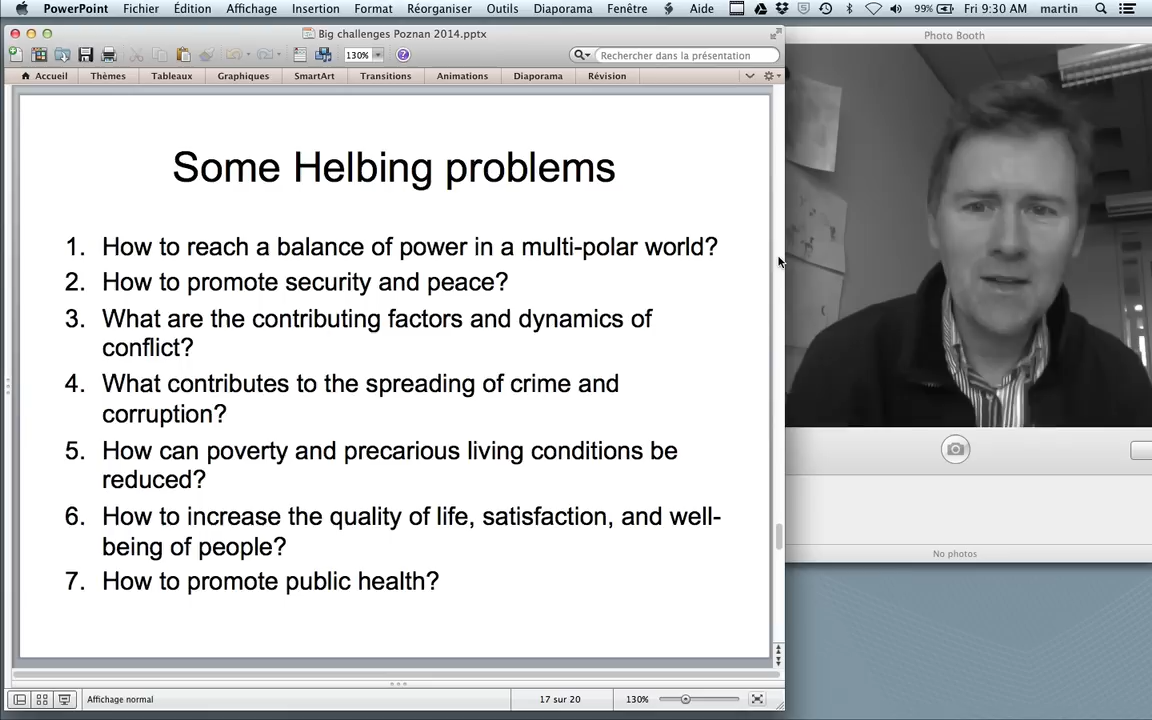 PowerPoint Fichier Édition Affichage Insertion Format Réorganiser Outils Diaporama Fenêtre Aide 99% Fri 9:30 AM martin
Big challenges Poznan 2014.pptx
Photo Booth
130% Rechercher dans la présentation
Accueil Thèmes Tableaux Graphiques SmartArt Transitions Animations Diaporama Révision
Some Helbing problems
1. How to reach a balance of power in a multi-polar world?
2. How to promote security and peace?
3. What are the contributing factors and dynamics of
conflict?
4. What contributes to the spreading of crime and
corruption?
5. How can poverty and precarious living conditions be
reduced?
6. How to increase the quality of life, satisfaction, and well-
being of people?
7. How to promote public health?
No photos
Affichage normal 17 sur 20 130%